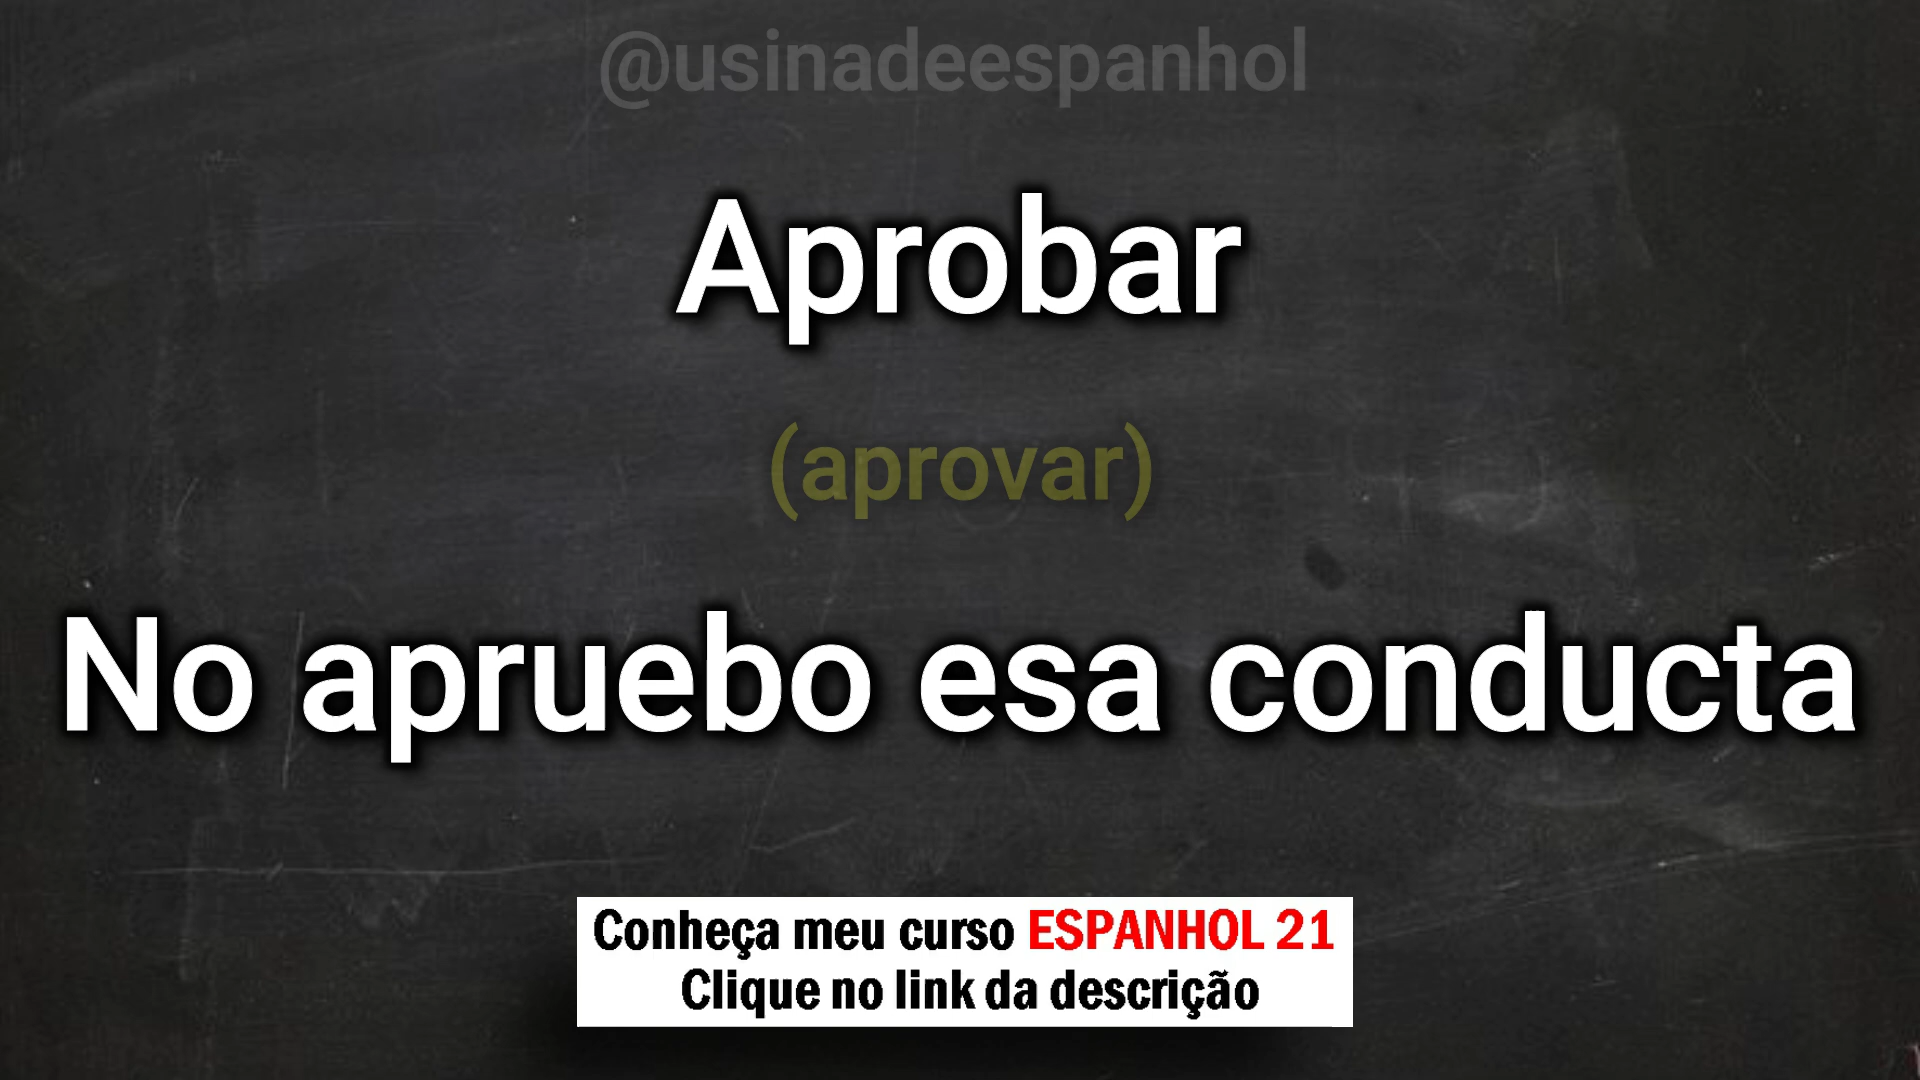 @usinadeespanhol
Aprobar
(aprovar)
No apruebo esa conducta
Conheça meu curso ESPANHOL 21
Clique no link da descrição